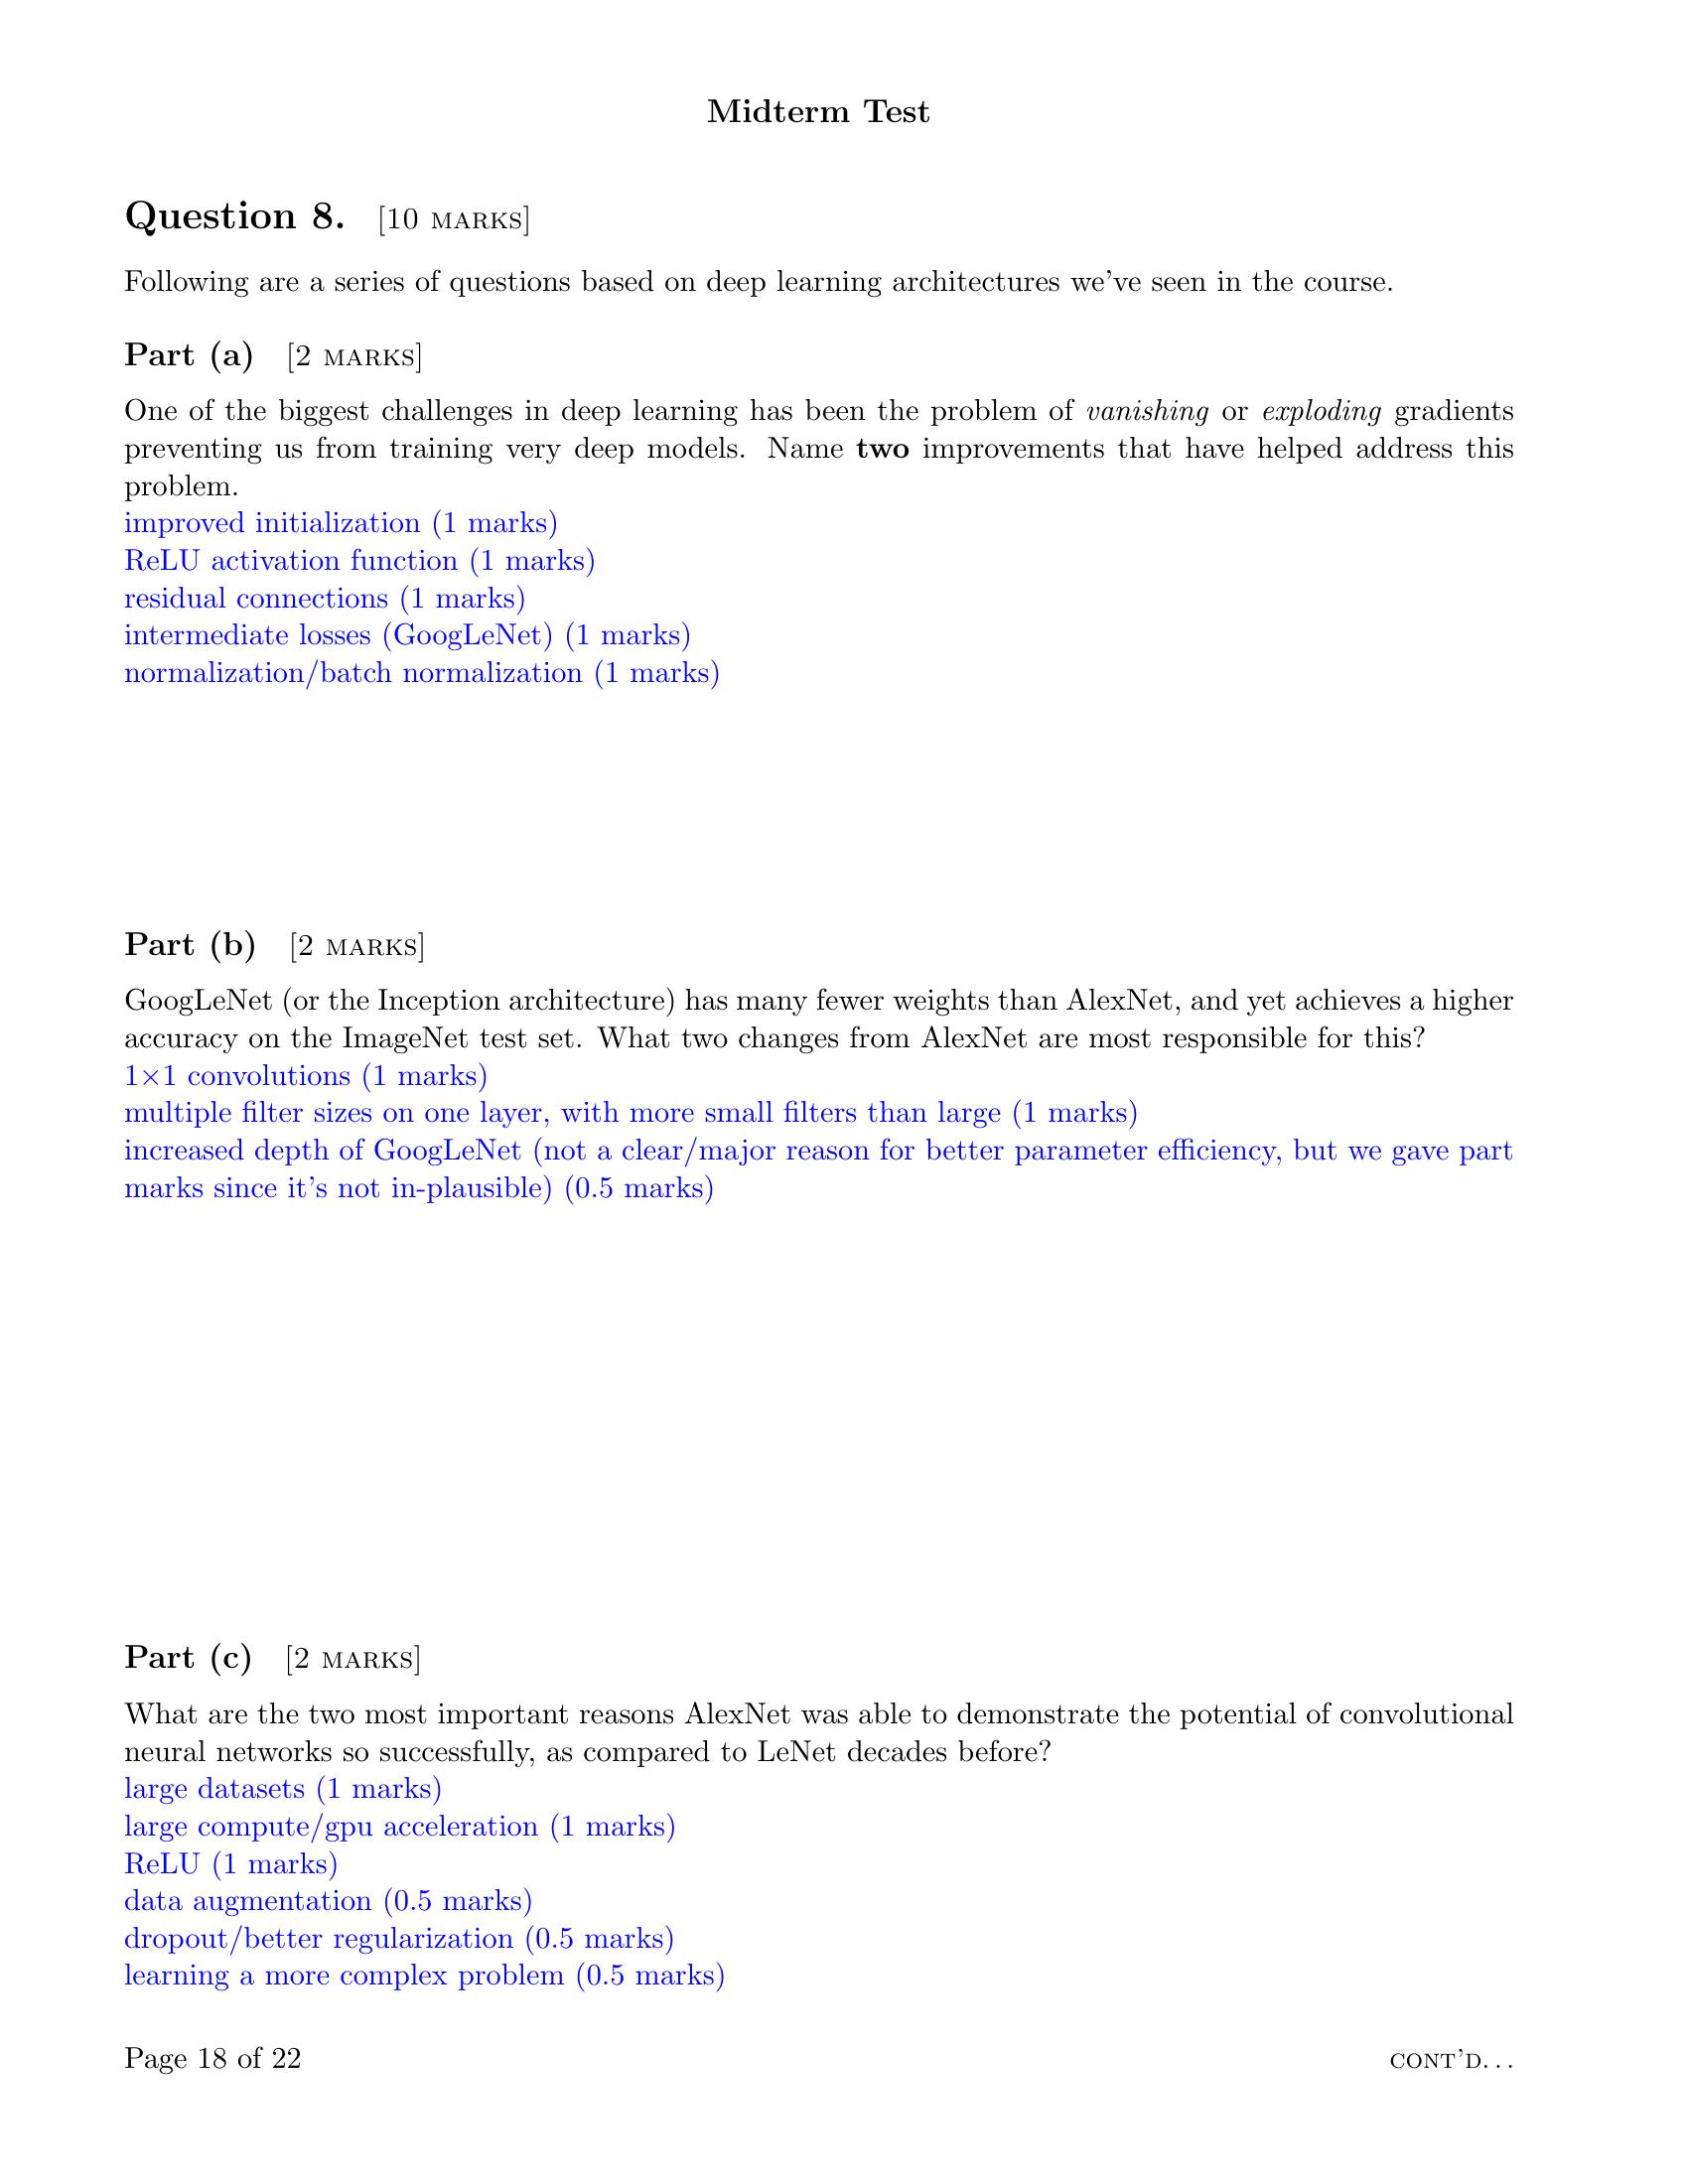 Midterm Test
Question 8. [10 MARKS]
Following are a series of questions based on deep learning architectures we've seen in the course.
Part (a) [2 MARKS]
One of the biggest challenges in deep learning has been the problem of vanishing or exploding gradients
preventing us from training very deep models. Name two improvements that have helped address this
problem.
improved initialization (1 marks)
ReLU activation function (1 marks)
residual connections (1 marks)
intermediate losses (GoogLeNet) (1 marks)
normalization/batch normalization (1 marks)
Part (b) [2 MARKS]
GoogLeNet (or the Inception architecture) has many fewer weights than AlexNet, and yet achieves a higher
accuracy on the ImageNet test set. What two changes from AlexNet are most responsible for this?
1×1 convolutions (1 marks)
multiple filter sizes on one layer, with more small filters than large (1 marks)
increased depth of GoogLeNet (not a clear/major reason for better parameter efficiency, but we gave part
marks since it's not in-plausible) (0.5 marks)
Part (c) [2 MARKS]
What are the two most important reasons AlexNet was able to demonstrate the potential of convolutional
neural networks so successfully, as compared to LeNet decades before?
large datasets (1 marks)
large compute/gpu acceleration (1 marks)
ReLU (1 marks)
data augmentation (0.5 marks)
dropout/better regularization (0.5 marks)
learning a more complex problem (0.5 marks)
Page 18 of 22
CONT'D...